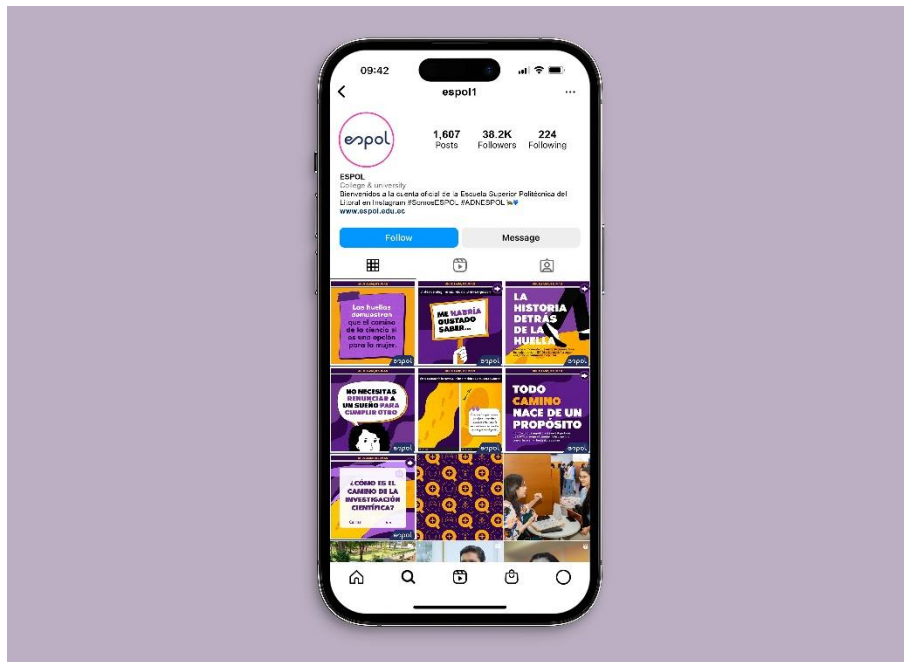 09:42
espol1
espol
1,607 38.2K 224
Posts Followers Following
ESPOL
College & university
Bienvenidos a la cuenta oficial de la Escuela Superior Politécnica del
Litoral en Instagram #SomosESPOL #ADNESPOL
www.espol.edu.ec
Follow Message
Las huellas
demuestran
que el camino
de la ciencia sí
es una opción
para la mujer.
espol
ME HABRÍA
GUSTADO
SABER...
espol
LA
HISTORIA
DETRÁS
DE LA
HUELLA
espol
NO NECESITAS
RENUNCIAR A
UN SUEÑO PARA
CUMPLIR OTRO
espol
espol
TODO
CAMINO
NACE DE UN
PROPÓSITO
espol
¿CÓMO ES EL
CAMINO DE LA
INVESTIGACIÓN
CIENTÍFICA?
espol